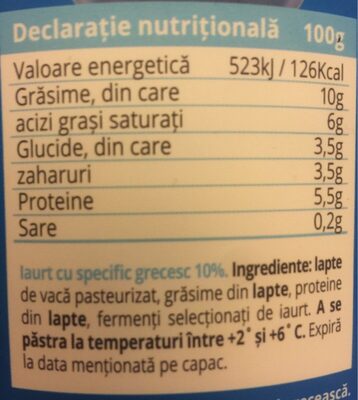 Declarație nutrițională 100g
Valoare energetică 523kJ / 126Kcal
Grăsime, din care 10g
acizi grași saturați 6g
Glucide, din care 3,5g
zaharuri 3,5g
Proteine 5,5g
Sare 0,2g
Iaurt cu specific grecesc 10%. Ingrediente: lapte
de vacă pasteurizat, grăsime din lapte, proteine
din lapte, fermenți selecționați de iaurt. A se
păstra la temperaturi între +2° și +6°C. Expiră
la data menționată pe capac.